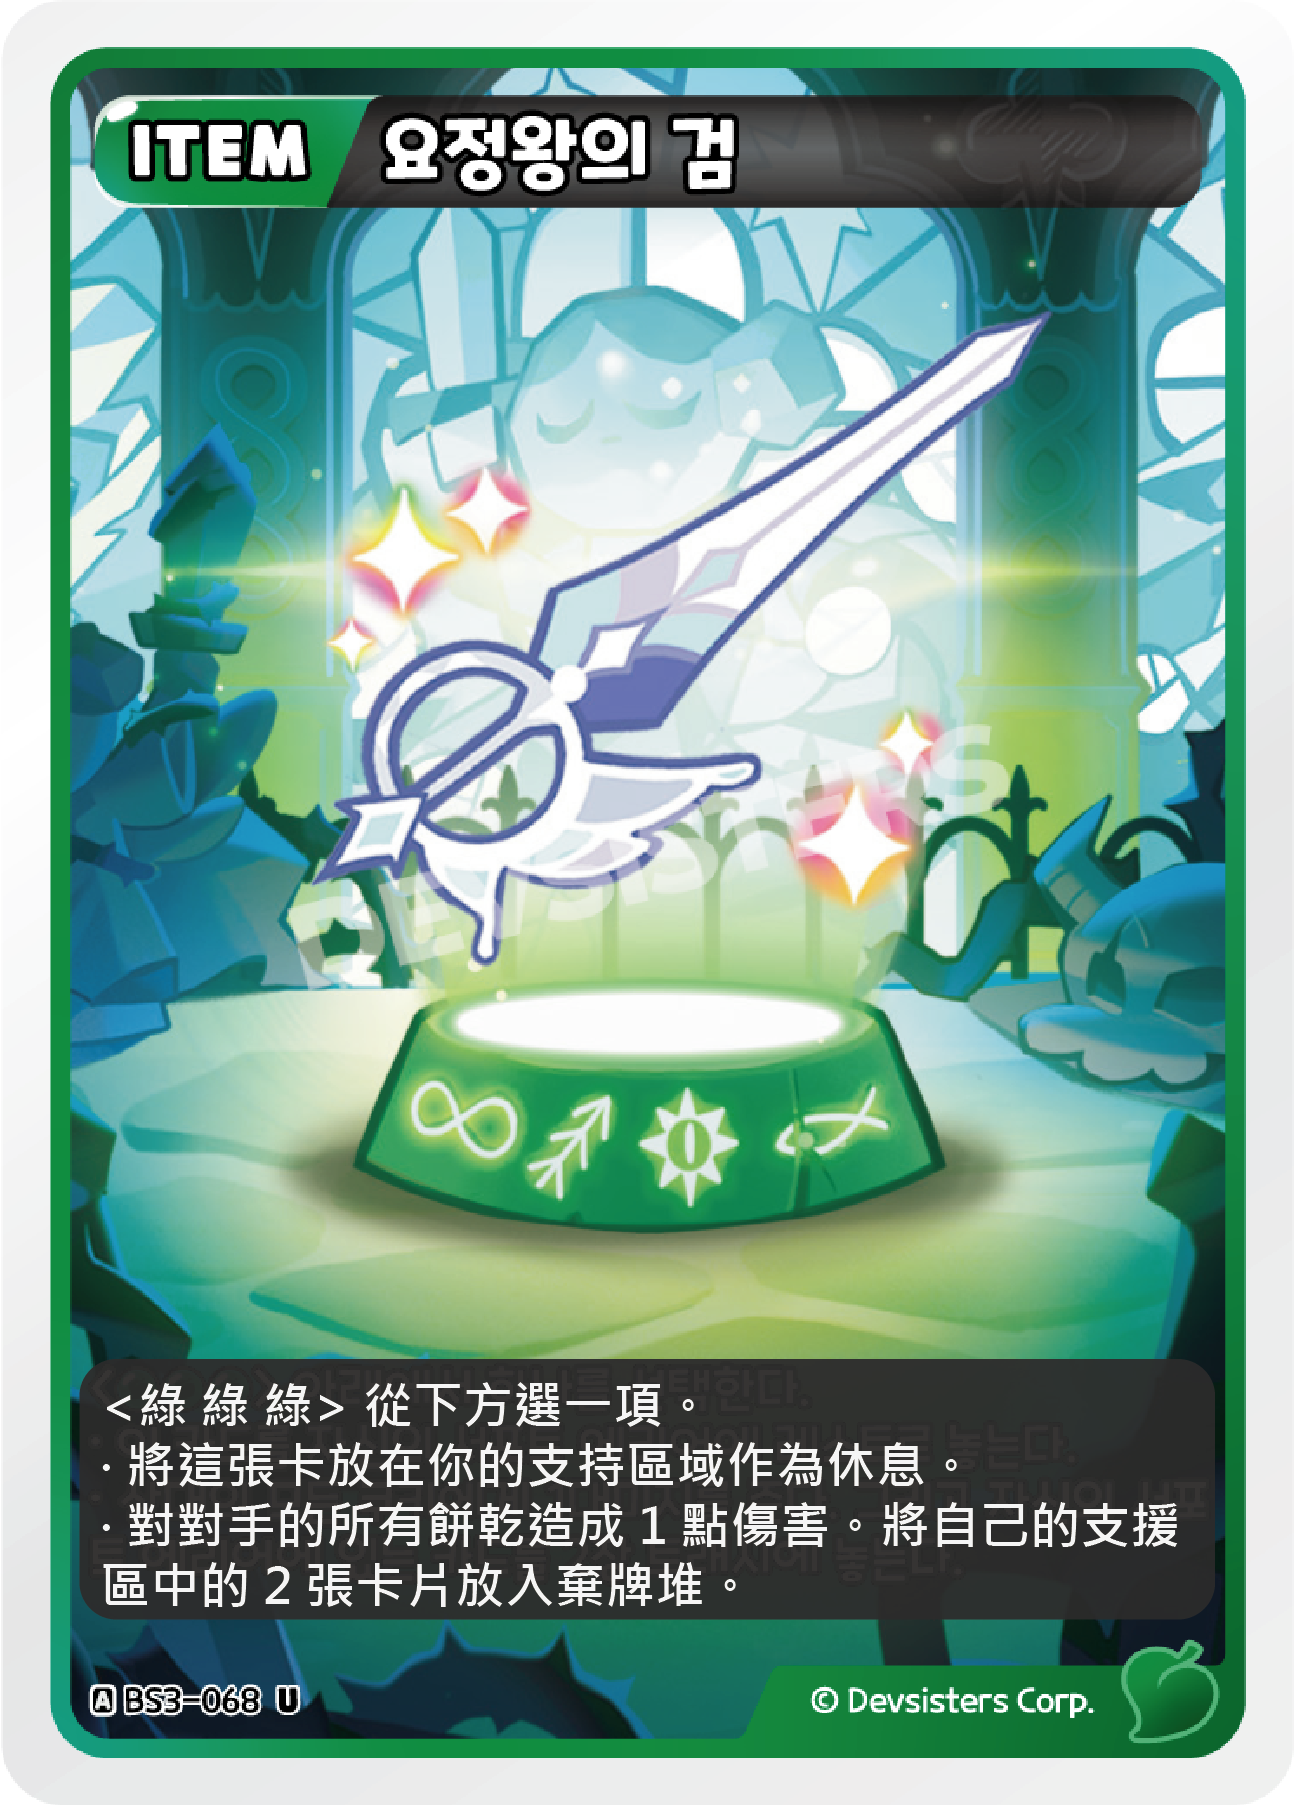 ITEM 요정왕의 검
DEVSISTERS
<綠 綠 綠> 從下方選一項。
· 將這張卡放在你的支持區域作為休息。
· 對對手的所有餅乾造成 1 點傷害。將自己的支援
區中的 2 張卡片放入棄牌堆。
A BS3-068 U
© Devsisters Corp.